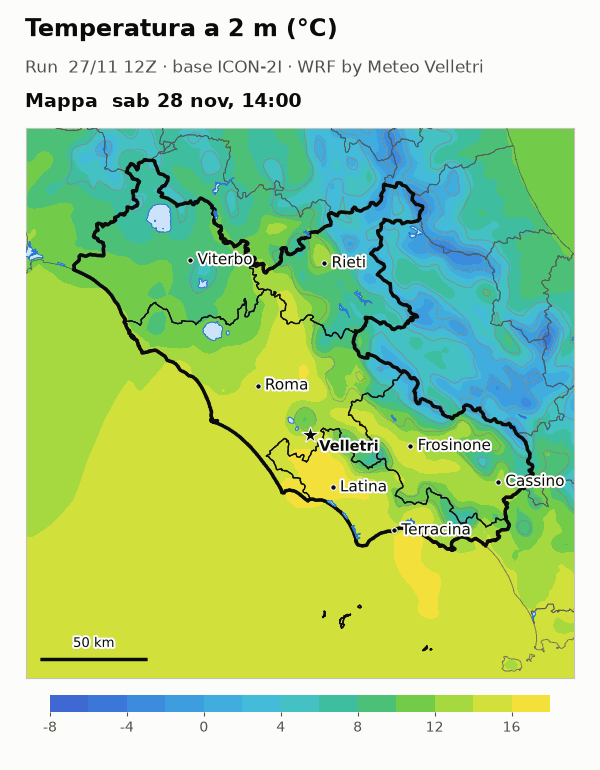 Temperatura a 2 m (°C)
Run 27/11 12Z · base ICON-2I · WRF by Meteo Velletri
Mappa sab 28 nov, 14:00
Viterbo
Rieti
Roma
Velletri
Frosinone
Cassino
Latina
Terracina
50 km
-8 -4 0 4 8 12 16